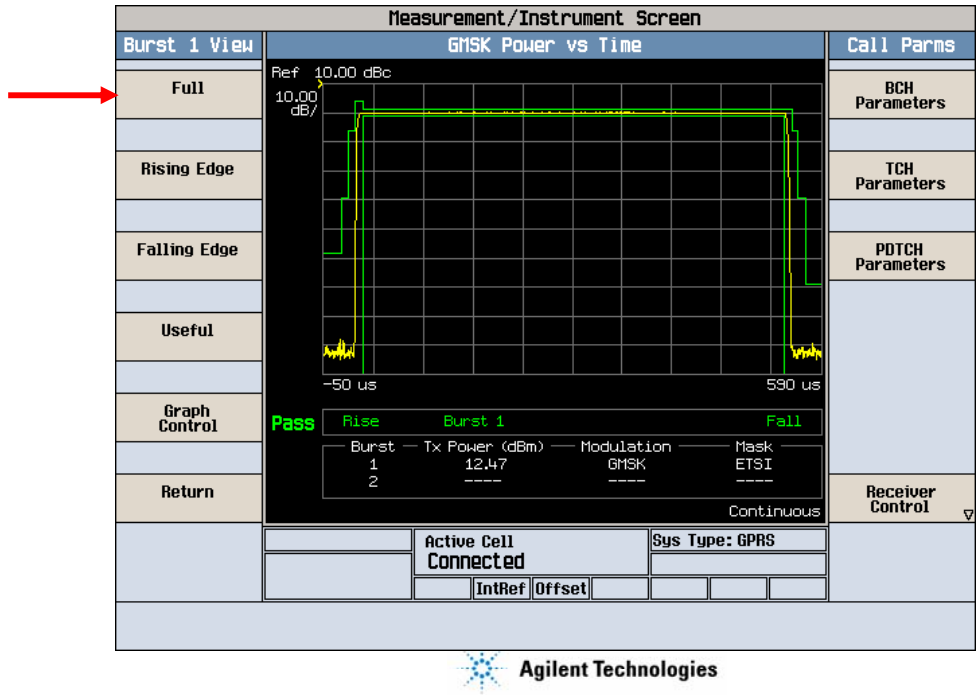 Measurement/Instrument Screen
Burst 1 View
GMSK Power vs Time
Call Parms
Full
Rising Edge
Falling Edge
Useful
Graph
Control
Return
Ref 10.00 dBc
10.00
dB/
-50 us
590 us
Pass
Rise
Burst 1
Fall
Burst Tx Power (dBm) Modulation Mask
1 12.47 GMSK ETSI
2 ---- ---- ----
Continuous
BCH
Parameters
TCH
Parameters
PDTCH
Parameters
Receiver
Control
Active Cell
Connected
Sys Type: GPRS
IntRef
Offset
Agilent Technologies